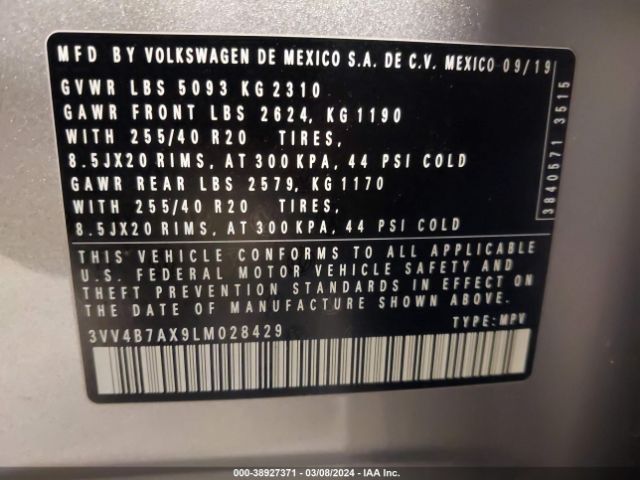 MFD BY VOLKSWAGEN DE MEXICO S.A. DE C.V. MEXICO 09/19
GVWR LBS 5093 KG 2310
GAWR FRONT LBS 2624, KG 1190
WITH 255/40 R20 TIRES,
8.5JX20 RIMS, AT 300 KPA, 44 PSI COLD
GAWR REAR LBS 2579, KG 1170
WITH 255/40 R20 TIRES,
8.5JX20 RIMS, AT 300 KPA, 44 PSI COLD
3840571 3515
THIS VEHICLE CONFORMS TO ALL APPLICABLE
U.S. FEDERAL MOTOR VEHICLE SAFETY AND
THEFT PREVENTION STANDARDS IN EFFECT ON
THE DATE OF MANUFACTURE SHOWN ABOVE.
3VV4B7AX9LM028429 TYPE: MPV
000-38927371 - 03/08/2024 - IAA